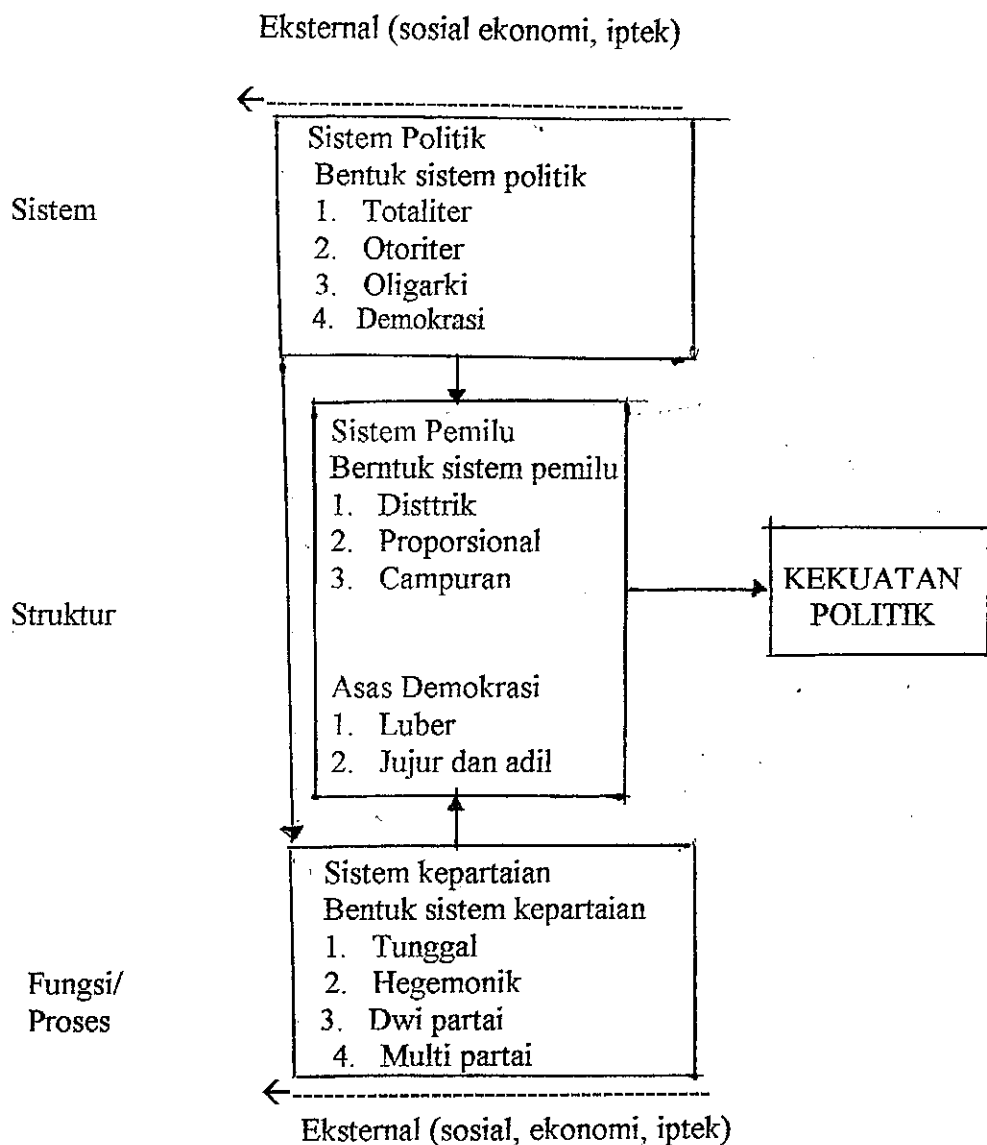 Eksternal (sosial ekonomi, iptek)
Sistem
Sistem Politik
Bentuk sistem politik
1. Totaliter
2. Otoriter
3. Oligarki
4. Demokrasi
Struktur
Sistem Pemilu
Berntuk sistem pemilu
1. Disttrik
2. Proporsional
3. Campuran
Asas Demokrasi
1. Luber
2. Jujur dan adil
KEKUATAN
POLITIK
Fungsi/
Proses
Sistem kepartaian
Bentuk sistem kepartaian
1. Tunggal
2. Hegemonik
3. Dwi partai
4. Multi partai
Eksternal (sosial, ekonomi, iptek)